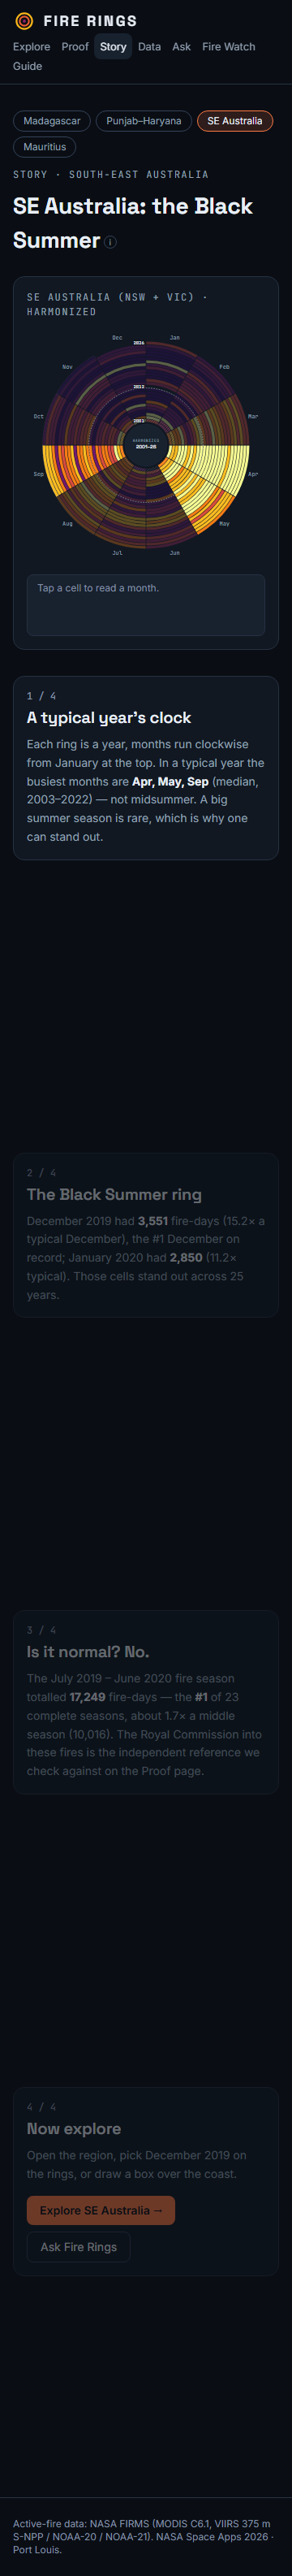 FIRE RINGS
Explore Proof Story Data Ask Fire Watch
Guide
Madagascar Punjab–Haryana SE Australia
Mauritius
STORY · SOUTH-EAST AUSTRALIA
SE Australia: the Black
Summer
SE AUSTRALIA (NSW + VIC) ·
HARMONIZED
Dec Jan
Nov Feb
Oct Mar
2001–26
Sep Apr
Aug May
Jul Jun
Tap a cell to read a month.
1 / 4
A typical year’s clock
Each ring is a year, months run clockwise
from January at the top. In a typical year the
busiest months are Apr, May, Sep (median,
2003–2022) — not midsummer. A big
summer season is rare, which is why one
can stand out.
2 / 4
The Black Summer ring
December 2019 had 3,551 fire-days (15.2× a
typical December), the #1 December on
record; January 2020 had 2,850 (11.2×
typical). Those cells stand out across 25
years.
3 / 4
Is it normal? No.
The July 2019 – June 2020 fire season
totalled 17,249 fire-days — the #1 of 23
complete seasons, about 1.7× a middle
season (10,016). The Royal Commission into
these fires is the independent reference we
check against on the Proof page.
4 / 4
Now explore
Open the region, pick December 2019 on
the rings, or draw a box over the coast.
Explore SE Australia →
Ask Fire Rings
Active-fire data: NASA FIRMS (MODIS C6.1, VIIRS 375 m
S-NPP / NOAA-20 / NOAA-21). NASA Space Apps 2026 ·
Port Louis.